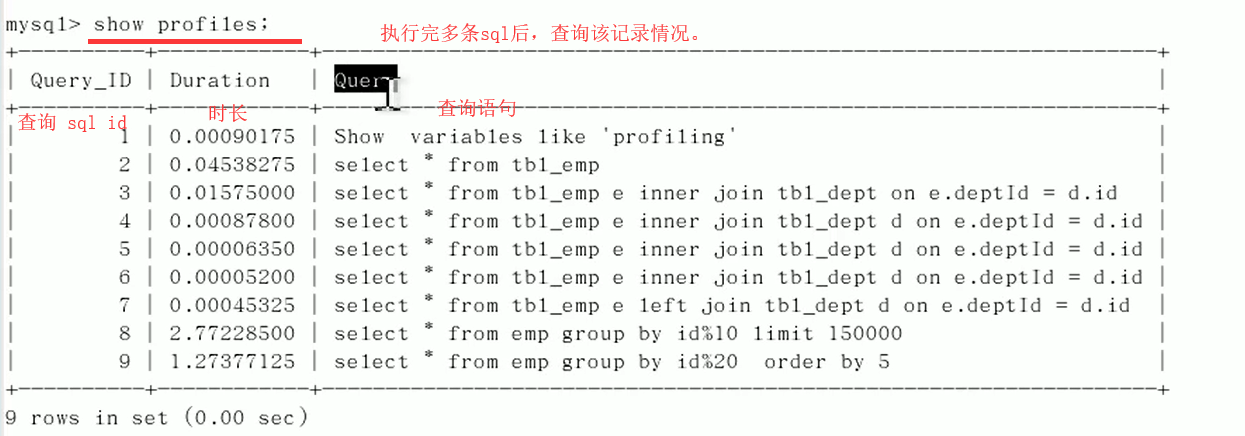 mysql> show profiles;
执行完多条sql后，查询该记录情况。
+-----------+------------+-----------------------------------------------------------------+
| Query_ID | Duration | Query |
+-----------+------------+-----------------------------------------------------------------+
查询 sql id 时长 查询语句
| 1 | 0.00090175 | Show  variables like 'profiling' |
| 2 | 0.04538275 | select * from tbl_emp |
| 3 | 0.01575000 | select * from tbl_emp e inner join tbl_dept on e.deptId = d.id |
| 4 | 0.00087800 | select * from tbl_emp e inner join tbl_dept d on e.deptId = d.id |
| 5 | 0.00006350 | select * from tbl_emp e inner join tbl_dept d on e.deptId = d.id |
| 6 | 0.00005200 | select * from tbl_emp e inner join tbl_dept d on e.deptId = d.id |
| 7 | 0.00045325 | select * from tbl_emp e left join tbl_dept d on e.deptId = d.id |
| 8 | 2.77228500 | select * from emp group by id%10 limit 150000 |
| 9 | 1.27377125 | select * from emp group by id%20  order by 5 |
+-----------+------------+-----------------------------------------------------------------+
9 rows in set (0.00 sec)